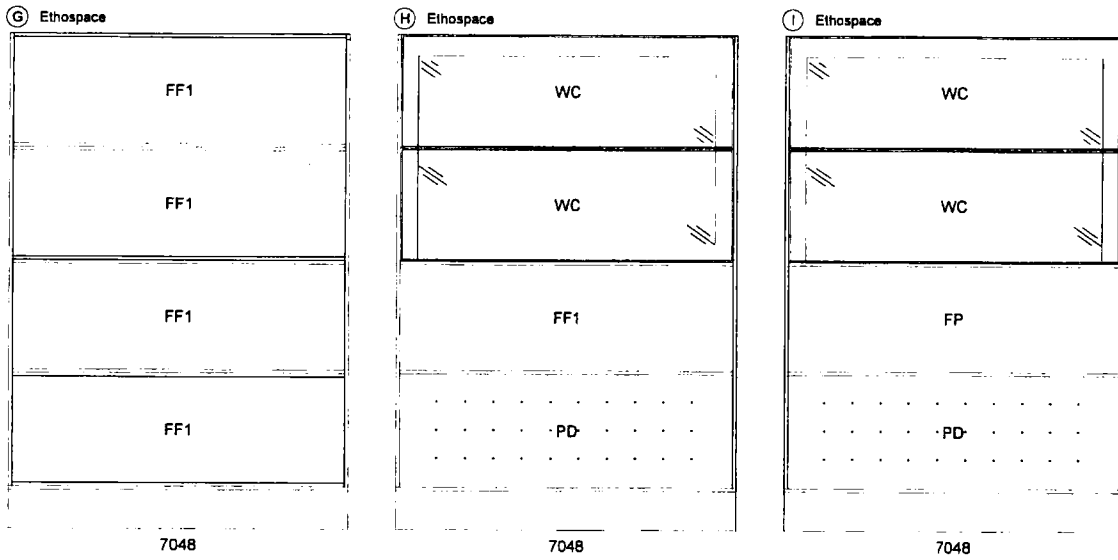 G Ethospace
FF1
FF1
FF1
FF1
7048
H Ethospace
WC
WC
FF1
PD
7048
I Ethospace
WC
WC
FP
PD
7048